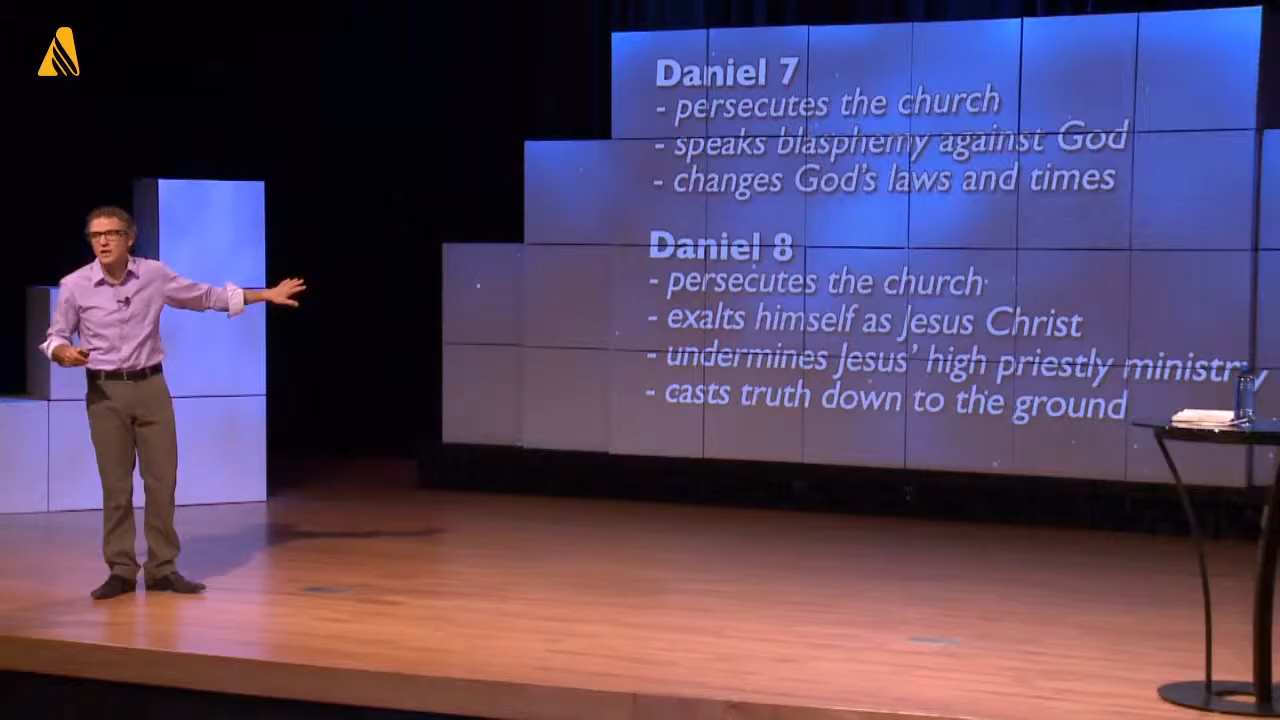 Daniel 7
- persecutes the church
- speaks blasphemy against God
- changes God's laws and times
Daniel 8
- persecutes the church
- exalts himself as Jesus Christ
- undermines Jesus' high priestly ministry
- casts truth down to the ground